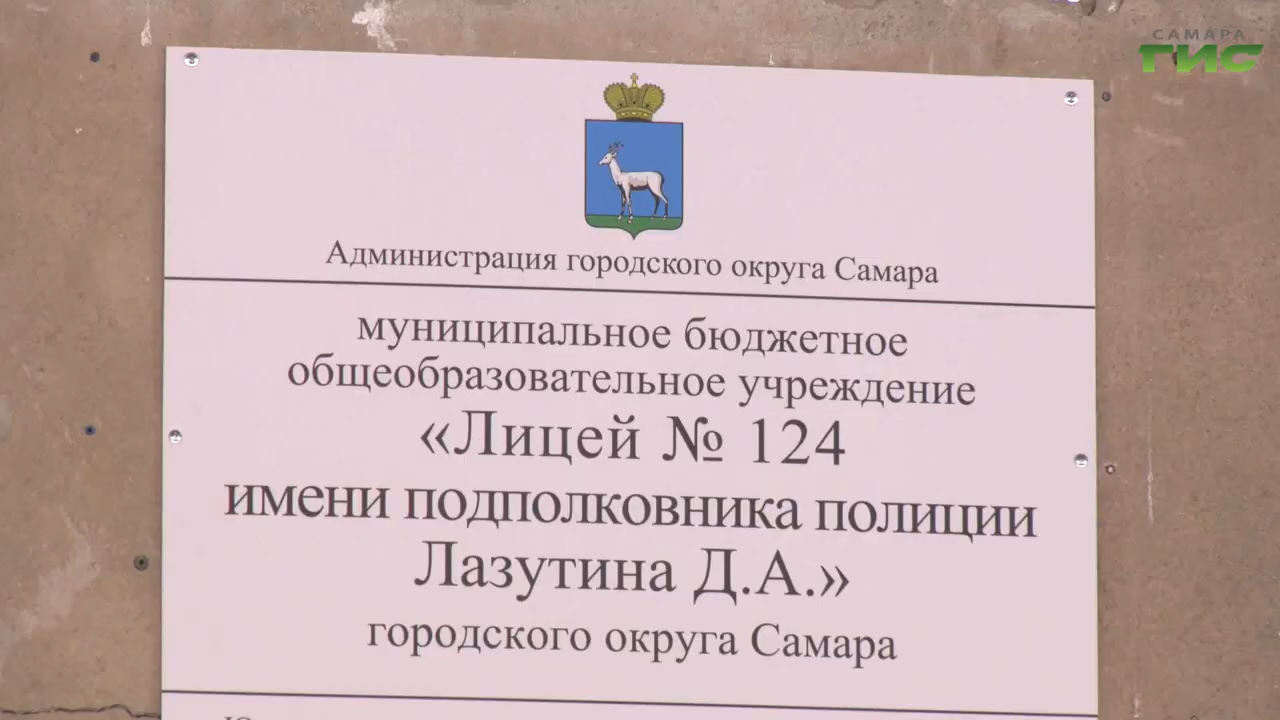 САМАРА
ГИС
Администрация городского округа Самара
муниципальное бюджетное
общеобразовательное учреждение
«Лицей № 124
имени подполковника полиции
Лазутина Д.А.»
городского округа Самара